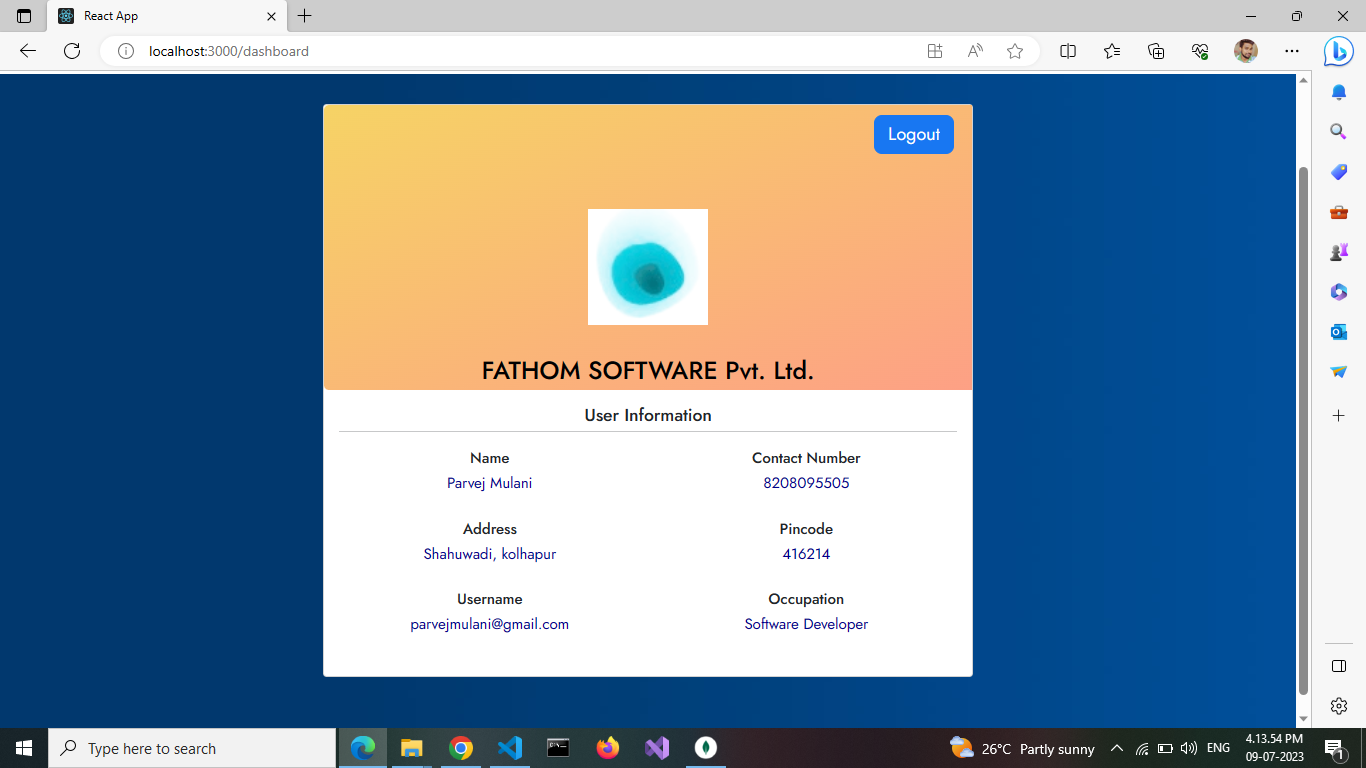 React App
localhost:3000/dashboard
Logout
FATHOM SOFTWARE Pvt. Ltd.
User Information
Name
Contact Number
Parvej Mulani
8208095505
Address
Pincode
Shahuwadi, kolhapur
416214
Username
Occupation
parvejmulani@gmail.com
Software Developer
Type here to search
26°C Partly sunny
ENG
4.13.54 PM
09-07-2023
1